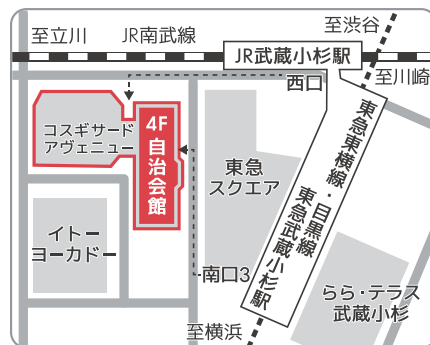 至渋谷
至立川
JR南武線
JR武蔵小杉駅
至川崎
西口
コスギサード
アヴェニュー
4F
自治会館
東急
スクエア
東急東横線・目黒線
東急武蔵小杉駅
イトー
ヨーカドー
南口3
らら・テラス
武蔵小杉
至横浜